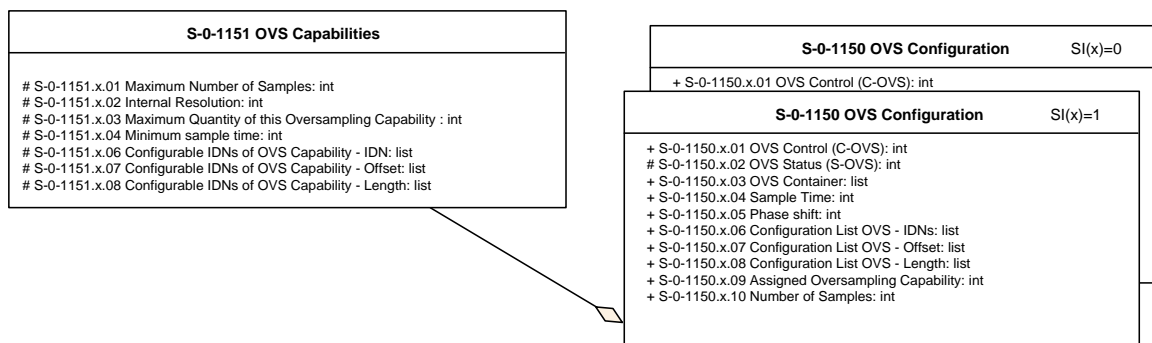 S-0-1151 OVS Capabilities
# S-0-1151.x.01 Maximum Number of Samples: int
# S-0-1151.x.02 Internal Resolution: int
# S-0-1151.x.03 Maximum Quantity of this Oversampling Capability : int
# S-0-1151.x.04 Minimum sample time: int
# S-0-1151.x.06 Configurable IDNs of OVS Capability - IDN: list
# S-0-1151.x.07 Configurable IDNs of OVS Capability - Offset: list
# S-0-1151.x.08 Configurable IDNs of OVS Capability - Length: list
S-0-1150 OVS Configuration SI(x)=0
+ S-0-1150.x.01 OVS Control (C-OVS): int
S-0-1150 OVS Configuration SI(x)=1
+ S-0-1150.x.01 OVS Control (C-OVS): int
# S-0-1150.x.02 OVS Status (S-OVS): int
+ S-0-1150.x.03 OVS Container: list
+ S-0-1150.x.04 Sample Time: int
+ S-0-1150.x.05 Phase shift: int
+ S-0-1150.x.06 Configuration List OVS - IDNs: list
+ S-0-1150.x.07 Configuration List OVS - Offset: list
+ S-0-1150.x.08 Configuration List OVS - Length: list
+ S-0-1150.x.09 Assigned Oversampling Capability: int
+ S-0-1150.x.10 Number of Samples: int